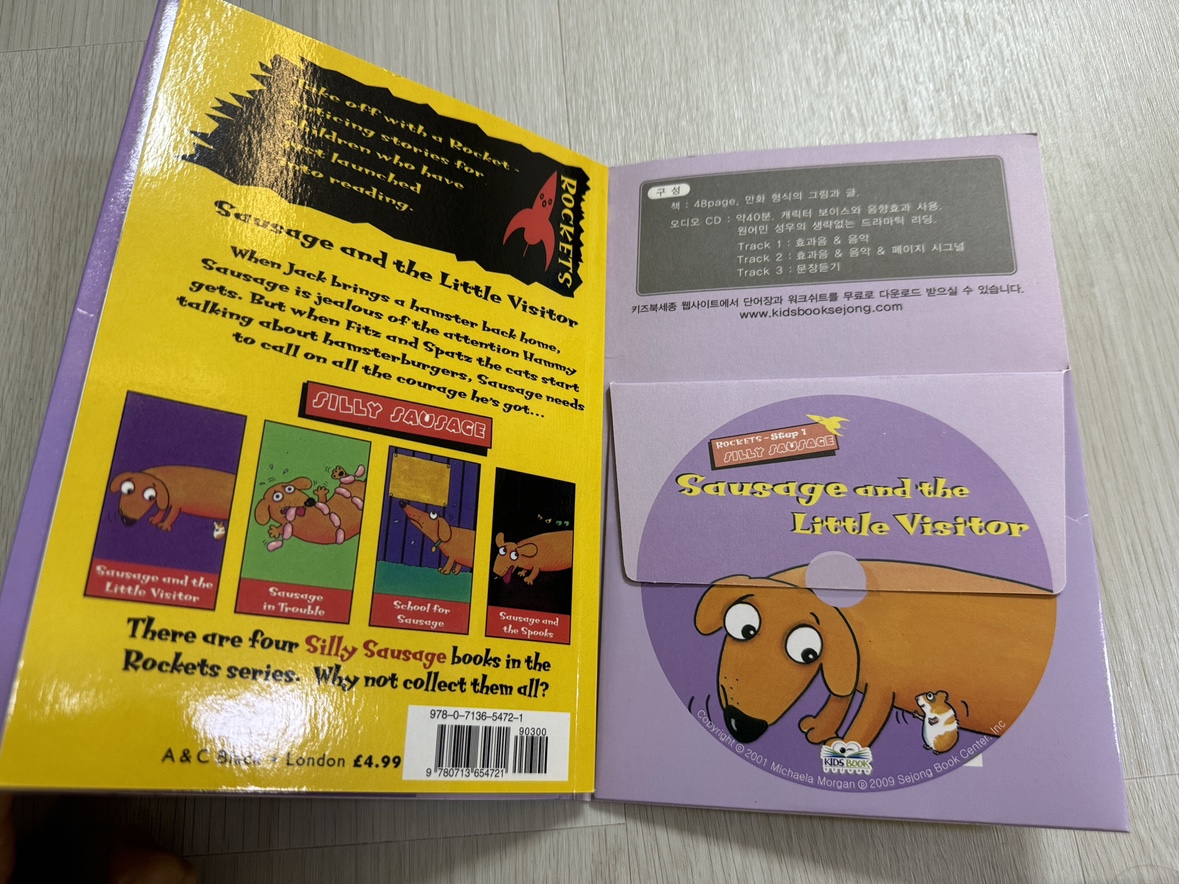 Take off with a Rocket -
enticing stories for
children who have
just launched
into reading.
ROCKETS
Sausage and the Little Visitor
When Jack brings a hamster back home,
Sausage is jealous of the attention Hammy
gets. But when Fitz and Spatz the cats start
talking about hamsterburgers, Sausage needs
to call on all the courage he's got...
SILLY SAUSAGE
Sausage and the
Little Visitor
Sausage
in Trouble
School for
Sausage
Sausage and
the Spooks
There are four Silly Sausage books in the
Rockets series. Why not collect them all?
A & C Black • London £4.99
978-0-7136-5472-1
90300
9 780713 654721
구성
책 : 48page, 만화 형식의 그림과 글.
오디오 CD : 약40분, 캐릭터 보이스와 음향효과 사용.
원어민 성우의 생략없는 드라마틱 리딩.
Track 1 : 효과음 & 음악
Track 2 : 효과음 & 음악 & 페이지 시그널
Track 3 : 문장듣기
키즈북세종 웹사이트에서 단어장과 워크쉬트를 무료로 다운로드 받으실 수 있습니다.
www.kidsbooksejong.com
ROCKETS - Step 1
SILLY SAUSAGE
Sausage and the
Little Visitor
KIDS BOOK
Copyright © 2001 Michaela Morgan ℗ 2009 Sejong Book Center, Inc